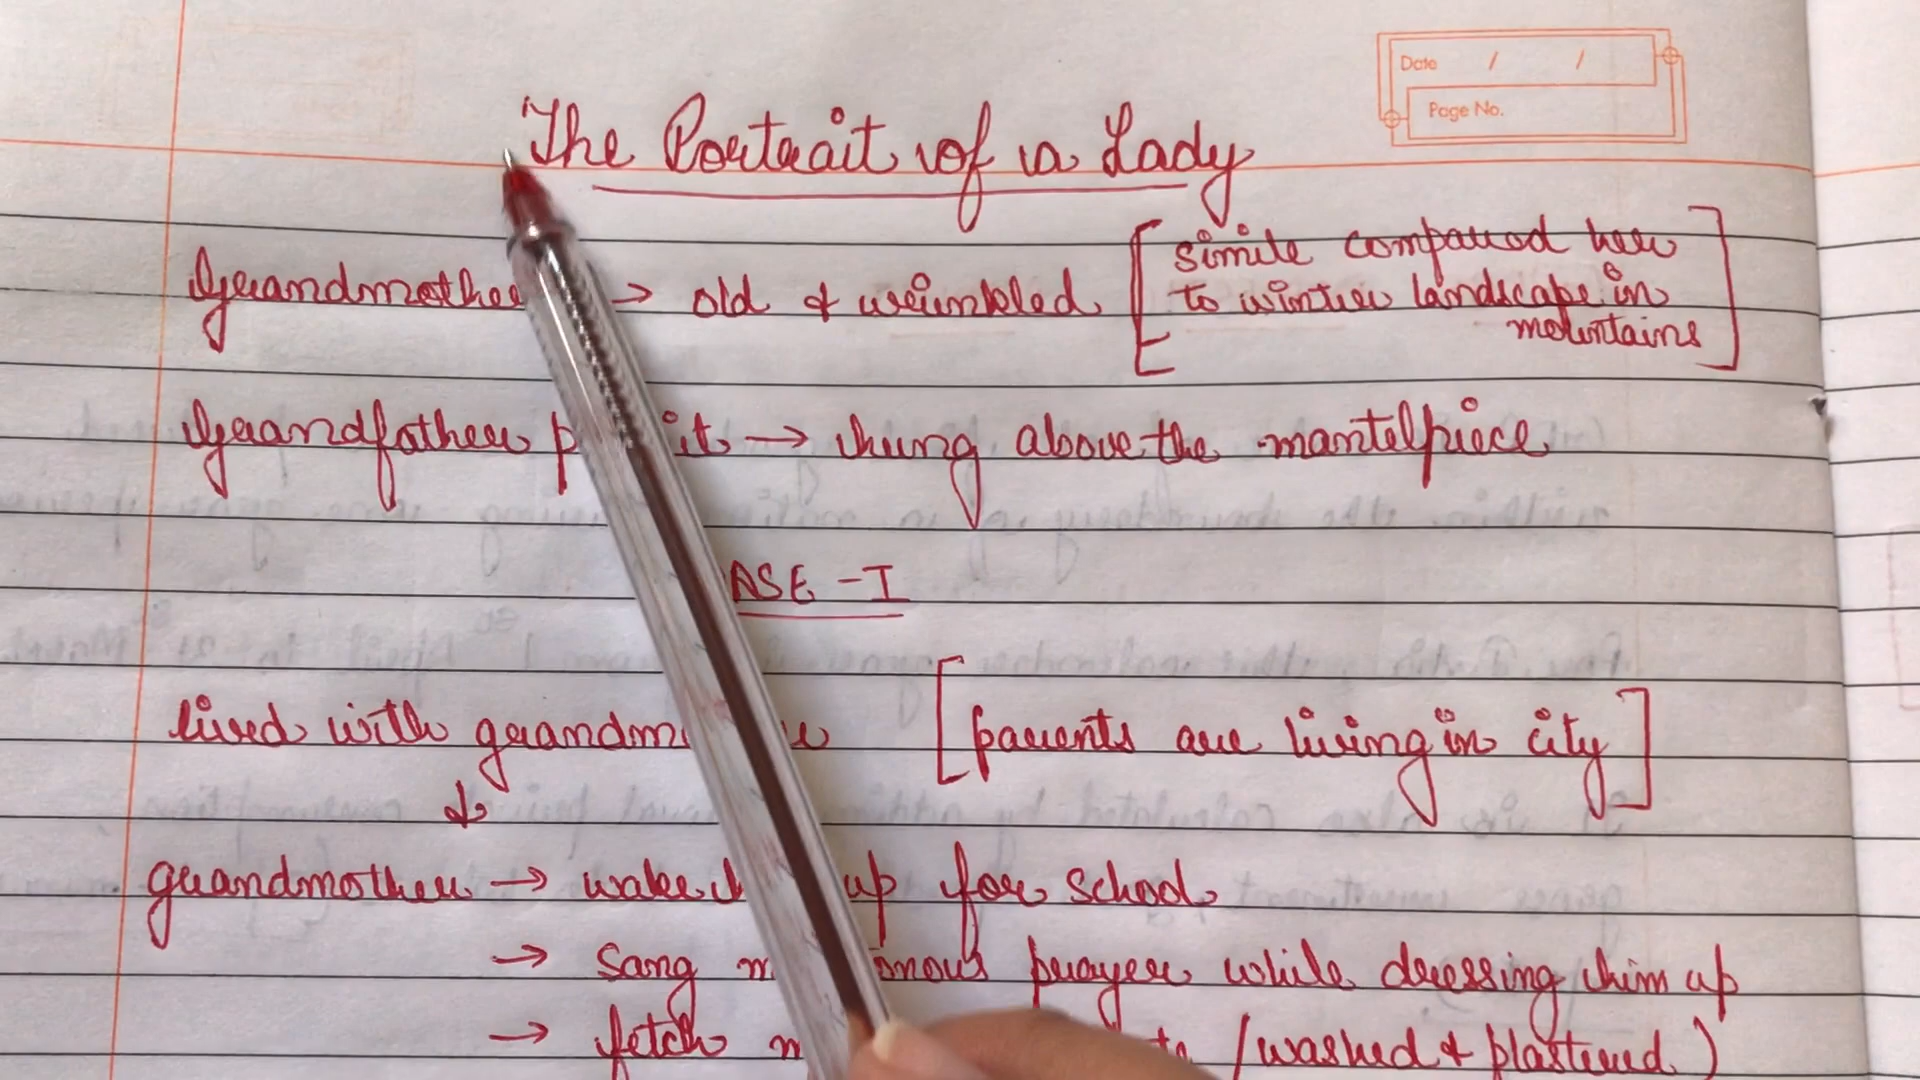 Date / /
Page No.
The Portrait of a Lady
Grandmother → old & wrinkled [simile compared her
to winter landscape in
mountains]
Grandfather p it → hung above the mantelpiece
ASE - I
lived with grandm r [parents are living in city]
grandmother → wake h up for school
→ Sang m onous prayer while dressing him up
→ fetch (washed & plastered)